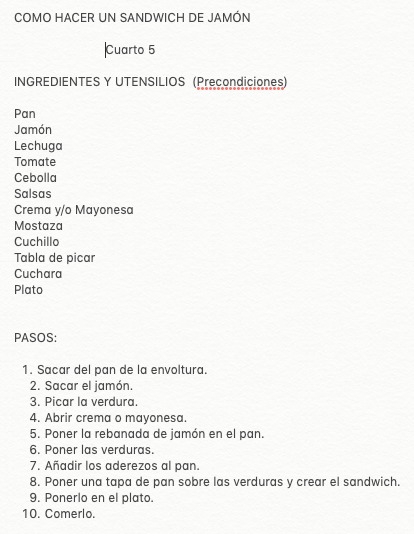 COMO HACER UN SANDWICH DE JAMÓN
Cuarto 5
INGREDIENTES Y UTENSILIOS (Precondiciones)
Pan
Jamón
Lechuga
Tomate
Cebolla
Salsas
Crema y/o Mayonesa
Mostaza
Cuchillo
Tabla de picar
Cuchara
Plato
PASOS:
1. Sacar del pan de la envoltura.
2. Sacar el jamón.
3. Picar la verdura.
4. Abrir crema o mayonesa.
5. Poner la rebanada de jamón en el pan.
6. Poner las verduras.
7. Añadir los aderezos al pan.
8. Poner una tapa de pan sobre las verduras y crear el sandwich.
9. Ponerlo en el plato.
10. Comerlo.